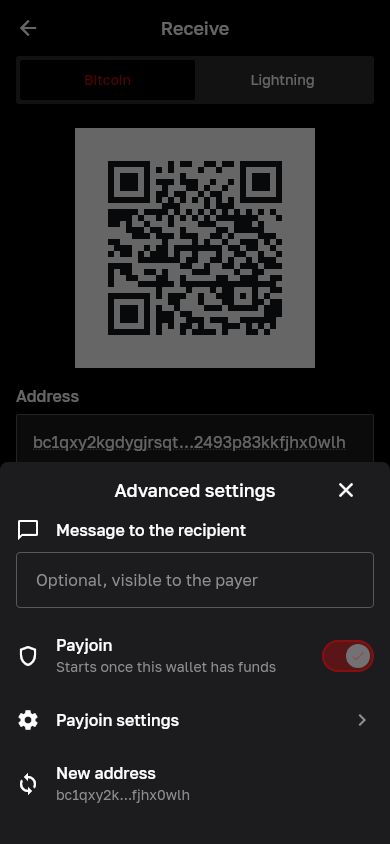 Receive
Bitcoin
Lightning
Address
bc1qxy2kgdygjrsqt...2493p83kkfjhx0wlh
Advanced settings
Message to the recipient
Optional, visible to the payer
Payjoin
Starts once this wallet has funds
Payjoin settings
New address
bc1qxy2k...fjhx0wlh